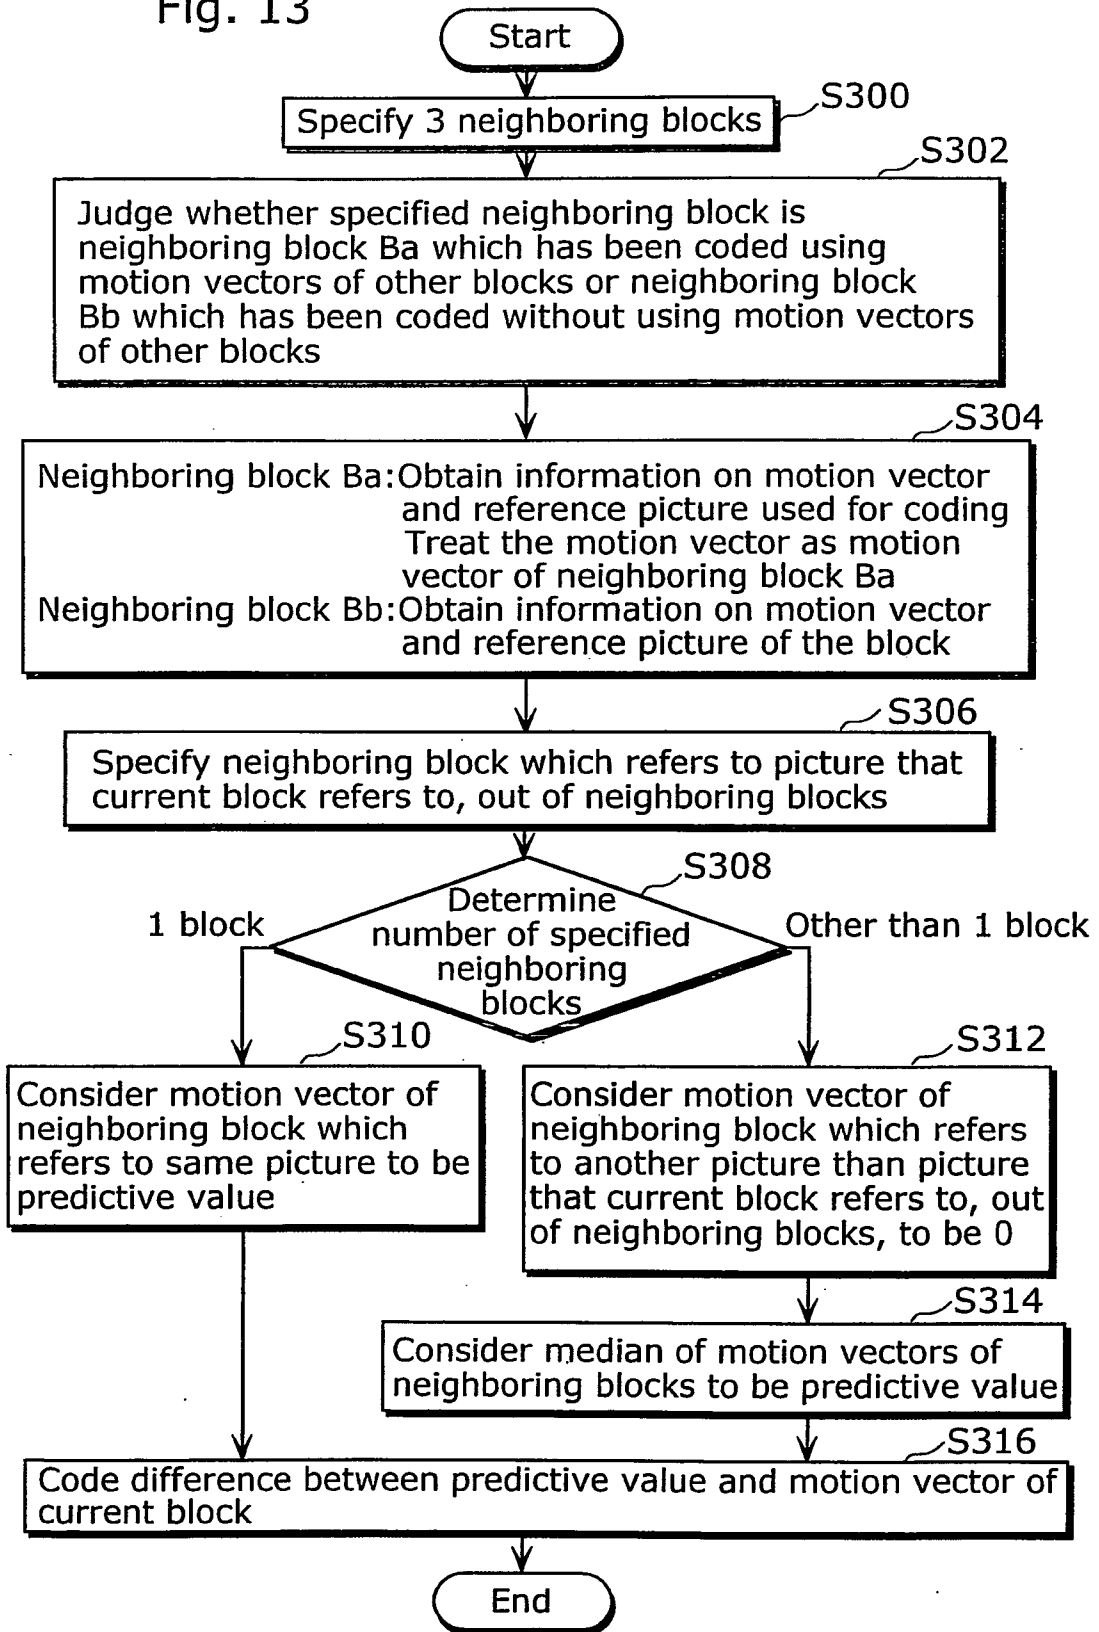 Fig. 13
Start
S300
Specify 3 neighboring blocks
S302
Judge whether specified neighboring block is
neighboring block Ba which has been coded using
motion vectors of other blocks or neighboring block
Bb which has been coded without using motion vectors
of other blocks
S304
Neighboring block Ba:Obtain information on motion vector
and reference picture used for coding
Treat the motion vector as motion
vector of neighboring block Ba
Neighboring block Bb:Obtain information on motion vector
and reference picture of the block
S306
Specify neighboring block which refers to picture that
current block refers to, out of neighboring blocks
S308
Determine
number of specified
neighboring
blocks
1 block
Other than 1 block
S310
Consider motion vector of
neighboring block which
refers to same picture to be
predictive value
S312
Consider motion vector of
neighboring block which refers
to another picture than picture
that current block refers to, out
of neighboring blocks, to be 0
S314
Consider median of motion vectors of
neighboring blocks to be predictive value
S316
Code difference between predictive value and motion vector of
current block
End